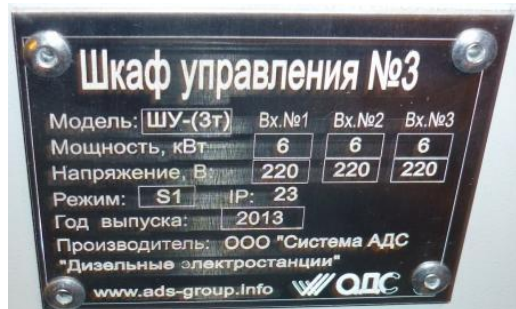 Шкаф управления №3
Модель: ШУ-(3т) Вх.№1 Вх.№2 Вх.№3
Мощность, кВт 6 6 6
Напряжение, В: 220 220 220
Режим: S1 IP: 23
Год выпуска: 2013
Производитель: ООО "Система АДС
"Дизельные электростанции"
www.ads-group.info АДС